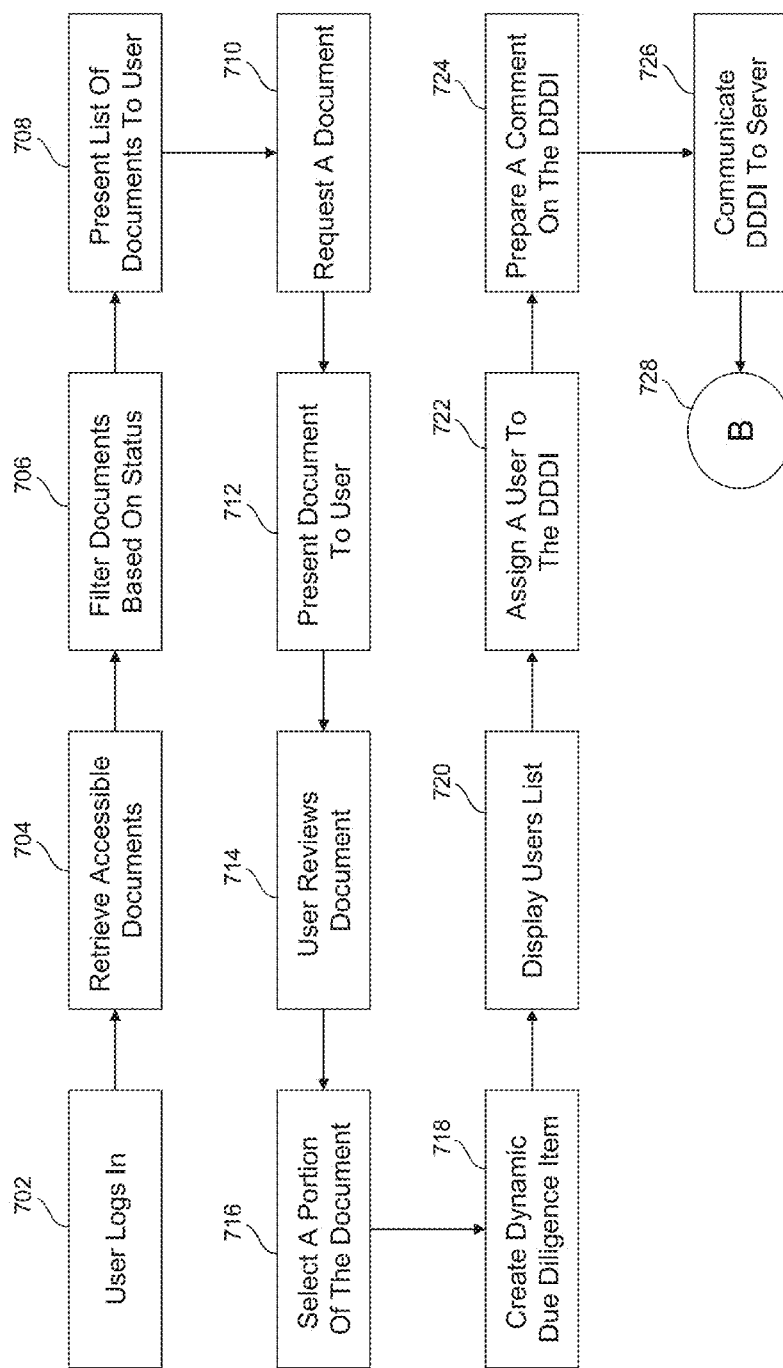 702
User Logs In
704
Retrieve Accessible
Documents
706
Filter Documents
Based On Status
708
Present List Of
Documents To User
710
Request A Document
712
Present Document
To User
714
User Reviews
Document
716
Select A Portion
Of The Document
718
Create Dynamic
Due Diligence Item
720
Display Users List
722
Assign A User To
The DDDI
724
Prepare A Comment
On The DDDI
726
Communicate
DDDI To Server
728
B